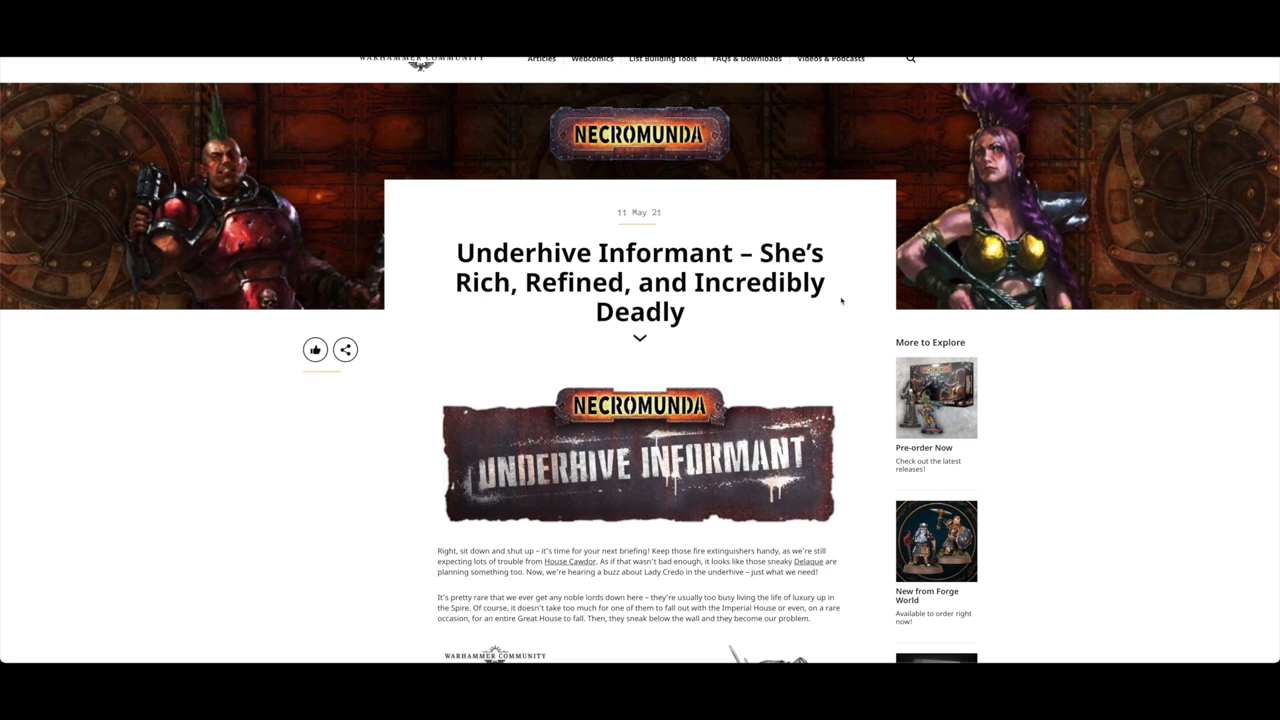 WARHAMMER COMMUNITY
Articles Webcomics List Building Tools FAQs & Downloads Videos & Podcasts
NECROMUNDA
11 May 21
Underhive Informant – She's
Rich, Refined, and Incredibly
Deadly
NECROMUNDA
UNDERHIVE INFORMANT
Right, sit down and shut up – it's time for your next briefing! Keep those fire extinguishers handy, as we're still
expecting lots of trouble from House Cawdor. As if that wasn't bad enough, it looks like those sneaky Delaque are
planning something too. Now, we're hearing a buzz about Lady Credo in the underhive – just what we need!
It's pretty rare that we ever get any noble lords down here – they're usually too busy living the life of luxury up in
the Spire. Of course, it doesn't take too much for one of them to fall out with the Imperial House or even, on a rare
occasion, for an entire Great House to fall. Then, they sneak below the wall and they become our problem.
WARHAMMER COMMUNITY
More to Explore
Pre-order Now
Check out the latest
releases!
New from Forge
World
Available to order right
now!